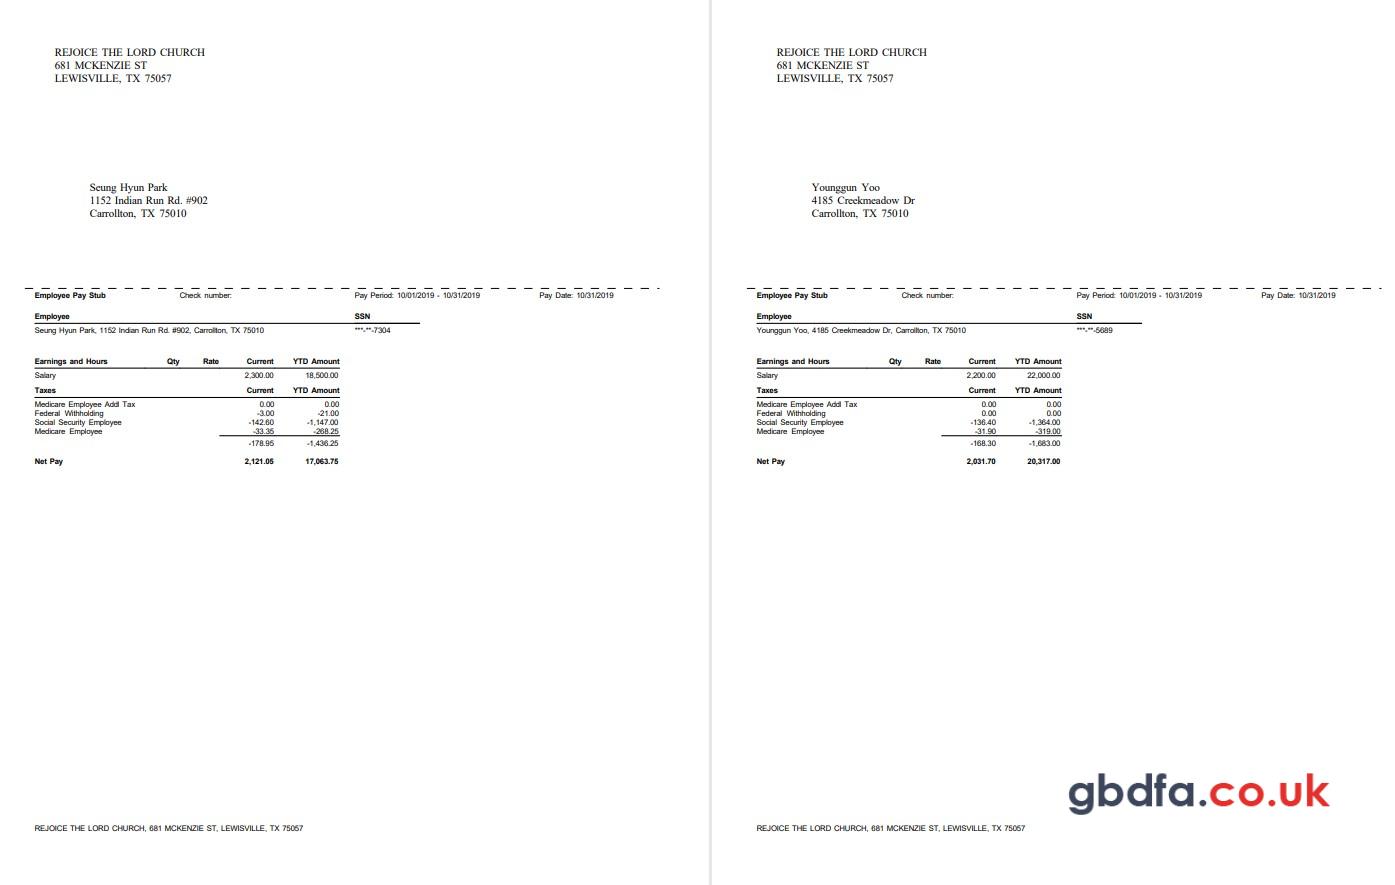 REJOICE THE LORD CHURCH
681 MCKENZIE ST
LEWISVILLE, TX 75057
Seung Hyun Park
1152 Indian Run Rd. #902
Carrollton, TX 75010
Employee Pay Stub Check number: Pay Period: 10/01/2019 - 10/31/2019 Pay Date: 10/31/2019
Employee SSN
Seung Hyun Park, 1152 Indian Run Rd. #902, Carrollton, TX 75010 ***-**-7304
Earnings and Hours Qty Rate Current YTD Amount
Salary 2,300.00 18,500.00
Taxes Current YTD Amount
Medicare Employee Addl Tax 0.00 0.00
Federal Withholding -3.00 -21.00
Social Security Employee -142.60 -1,147.00
Medicare Employee -33.35 -268.25
-178.95 -1,436.25
Net Pay 2,121.05 17,063.75
REJOICE THE LORD CHURCH, 681 MCKENZIE ST, LEWISVILLE, TX 75057
REJOICE THE LORD CHURCH
681 MCKENZIE ST
LEWISVILLE, TX 75057
Younggun Yoo
4185 Creekmeadow Dr
Carrollton, TX 75010
Employee Pay Stub Check number: Pay Period: 10/01/2019 - 10/31/2019 Pay Date: 10/31/2019
Employee SSN
Younggun Yoo, 4185 Creekmeadow Dr, Carrollton, TX 75010 ***-**-5689
Earnings and Hours Qty Rate Current YTD Amount
Salary 2,200.00 22,000.00
Taxes Current YTD Amount
Medicare Employee Addl Tax 0.00 0.00
Federal Withholding 0.00 0.00
Social Security Employee -136.40 -1,364.00
Medicare Employee -31.90 -319.00
-168.30 -1,683.00
Net Pay 2,031.70 20,317.00
gbdfa.co.uk
REJOICE THE LORD CHURCH, 681 MCKENZIE ST, LEWISVILLE, TX 75057